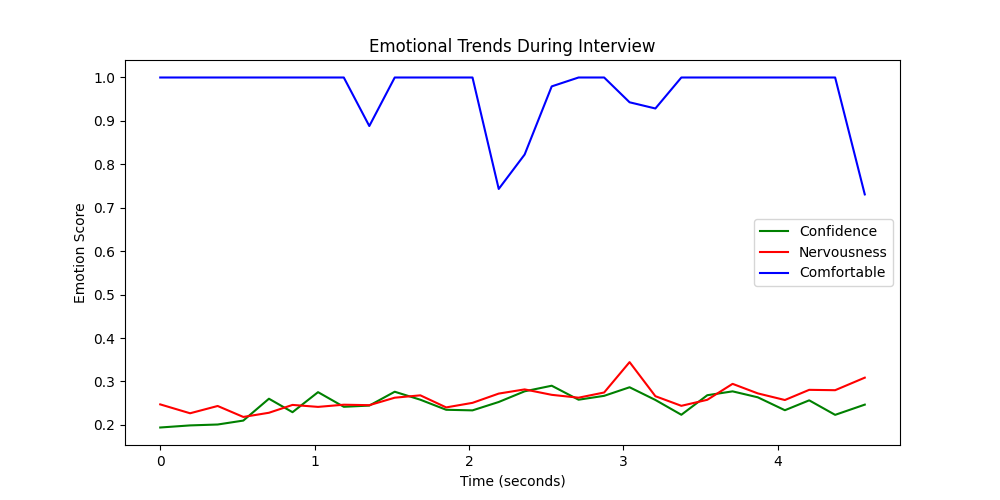 Emotional Trends During Interview
Emotion Score
1.0
0.9
0.8
0.7
0.6
0.5
0.4
0.3
0.2
Confidence
Nervousness
Comfortable
0 1 2 3 4
Time (seconds)